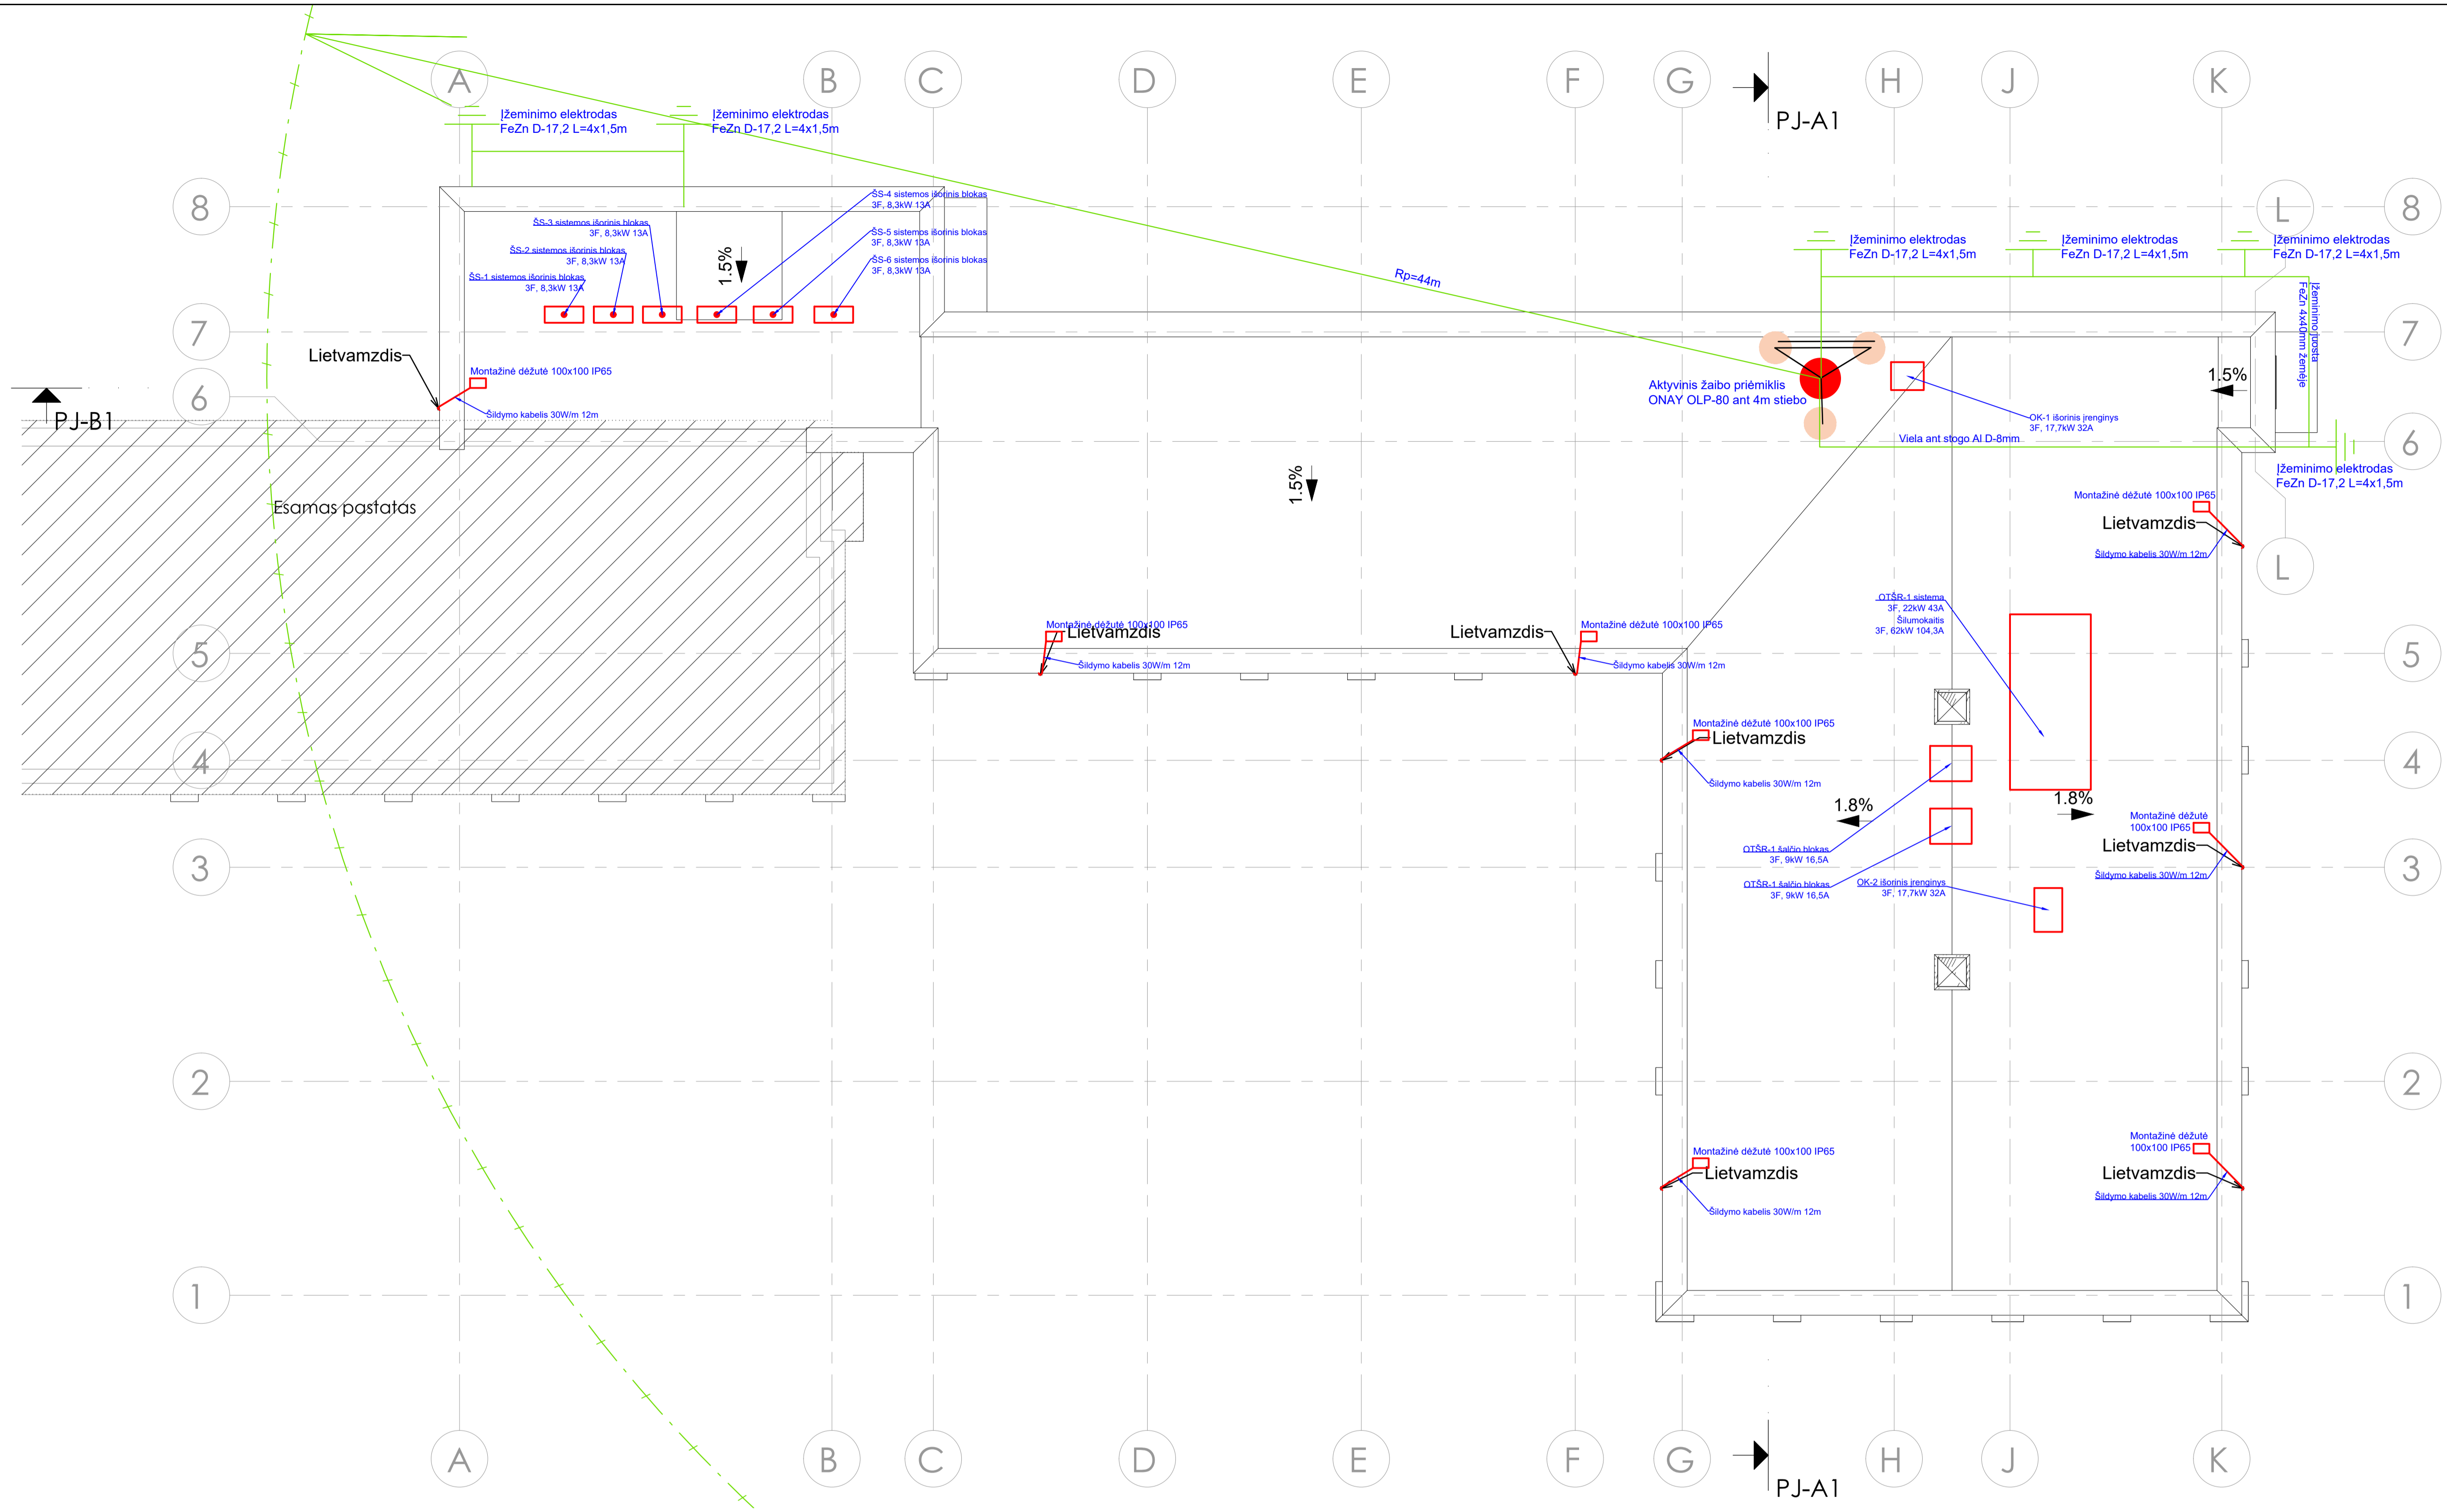 A
B
C
D
E
F
G
H
J
K
PJ-A1
Įžeminimo elektrodas
FeZn D-17,2 L=4x1,5m
Įžeminimo elektrodas
FeZn D-17,2 L=4x1,5m
8
8
L
ŠS-4 sistemos išorinis blokas
3F, 8,3kW 13A
ŠS-3 sistemos išorinis blokas
3F, 8,3kW 13A
ŠS-5 sistemos išorinis blokas
3F, 8,3kW 13A
ŠS-2 sistemos išorinis blokas
3F, 8,3kW 13A
ŠS-6 sistemos išorinis blokas
3F, 8,3kW 13A
ŠS-1 sistemos išorinis blokas
3F, 8,3kW 13A
1.5%
Rp=44m
Įžeminimo elektrodas
FeZn D-17,2 L=4x1,5m
Įžeminimo elektrodas
FeZn D-17,2 L=4x1,5m
Įžeminimo elektrodas
FeZn D-17,2 L=4x1,5m
Įžeminimo juosta
FeZn 4x40mm žemėje
7
7
Lietvamzdis
Montažinė dėžutė 100x100 IP65
Šildymo kabelis 30W/m 12m
6
PJ-B1
Aktyvinis žaibo priėmiklis
ONAY OLP-80 ant 4m stiebo
1.5%
OK-1 išorinis įrenginys
3F, 17,7kW 32A
Viela ant stogo Al D-8mm
6
Įžeminimo elektrodas
FeZn D-17,2 L=4x1,5m
1.5%
Esamas pastatas
Montažinė dėžutė 100x100 IP65
Lietvamzdis
Šildymo kabelis 30W/m 12m
L
OTŠR-1 sistema
3F, 22kW 43A
Šilumokaitis
3F, 62kW 104,3A
5
Montažinė dėžutė 100x100 IP65
Lietvamzdis
Šildymo kabelis 30W/m 12m
Lietvamzdis
Montažinė dėžutė 100x100 IP65
Šildymo kabelis 30W/m 12m
5
4
Montažinė dėžutė 100x100 IP65
Lietvamzdis
Šildymo kabelis 30W/m 12m
4
1.8%
1.8%
Montažinė dėžutė
100x100 IP65
Lietvamzdis
Šildymo kabelis 30W/m 12m
3
OTŠR-1 šalčio blokas
3F, 9kW 16,5A
OTŠR-1 šalčio blokas
3F, 9kW 16,5A
OK-2 išorinis įrenginys
3F, 17,7kW 32A
3
2
2
Montažinė dėžutė 100x100 IP65
Lietvamzdis
Šildymo kabelis 30W/m 12m
Montažinė dėžutė
100x100 IP65
Lietvamzdis
Šildymo kabelis 30W/m 12m
1
1
A
B
C
D
E
F
G
H
J
K
PJ-A1